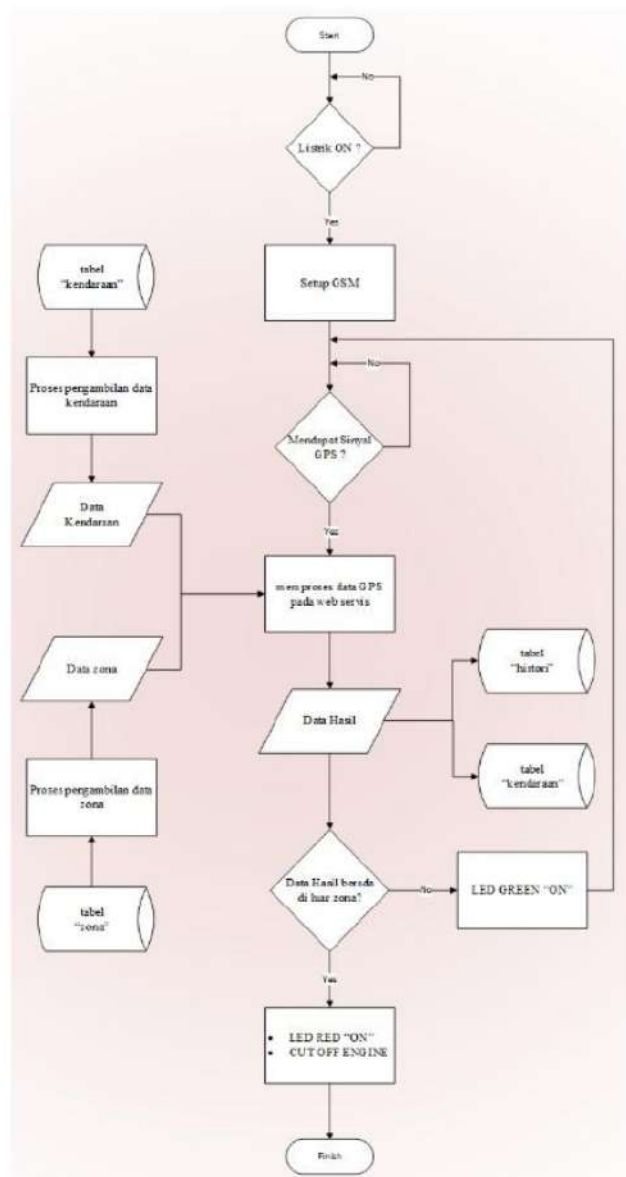 Start
No
Listrik ON ?
Yes
Setup GSM
No
Mendapat Sinyal
GPS ?
Yes
tabel
“kendaraan”
Proses pengambilan data
kendaraan
Data
Kendaraan
memproses data GPS
pada web servis
Data zona
Proses pengambilan data
zona
tabel
“zona”
Data Hasil
tabel
“histori”
tabel
“kendaraan”
Data Hasil berada
di luar zona?
No
LED GREEN “ON”
Yes
• LED RED “ON”
• CUT OFF ENGINE
Finish